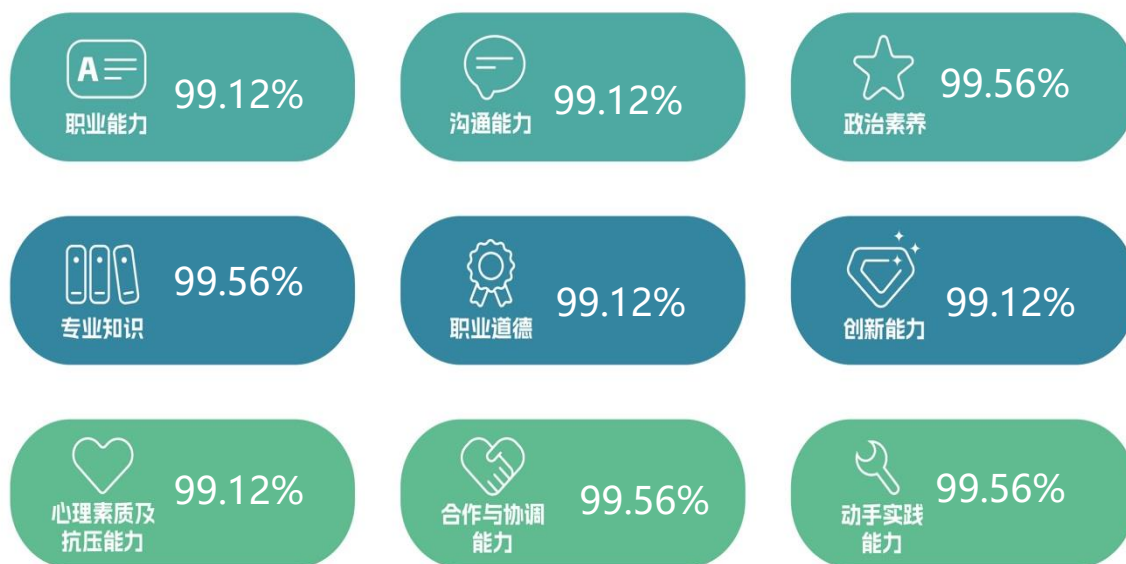 A
99.12%
职业能力
99.12%
沟通能力
99.56%
政治素养
99.56%
专业知识
99.12%
职业道德
99.12%
创新能力
99.12%
心理素质及
抗压能力
99.56%
合作与协调
能力
99.56%
动手实践
能力